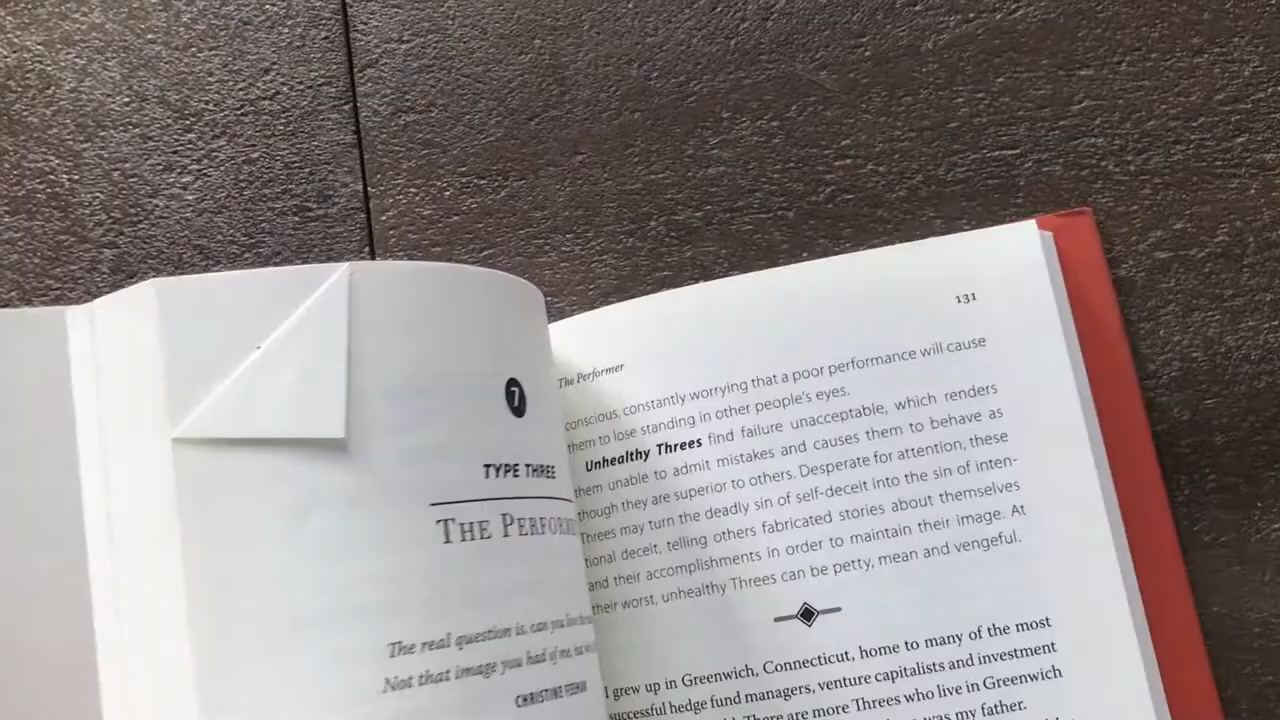 7
TYPE THREE
THE PERFOR
The real question is, can you
Not that image you had of me,
CHRISTINE FEEHAN
131
The Performer
conscious, constantly worrying that a poor performance will cause
them to lose standing in other people's eyes.
Unhealthy Threes find failure unacceptable, which renders
them unable to admit mistakes and causes them to behave as
though they are superior to others. Desperate for attention, these
Threes may turn the deadly sin of self-deceit into the sin of inten-
tional deceit, telling others fabricated stories about themselves
and their accomplishments in order to maintain their image. At
their worst, unhealthy Threes can be petty, mean and vengeful.
I grew up in Greenwich, Connecticut, home to many of the most
successful hedge fund managers, venture capitalists and investment
There are more Threes who live in Greenwich
was my father.